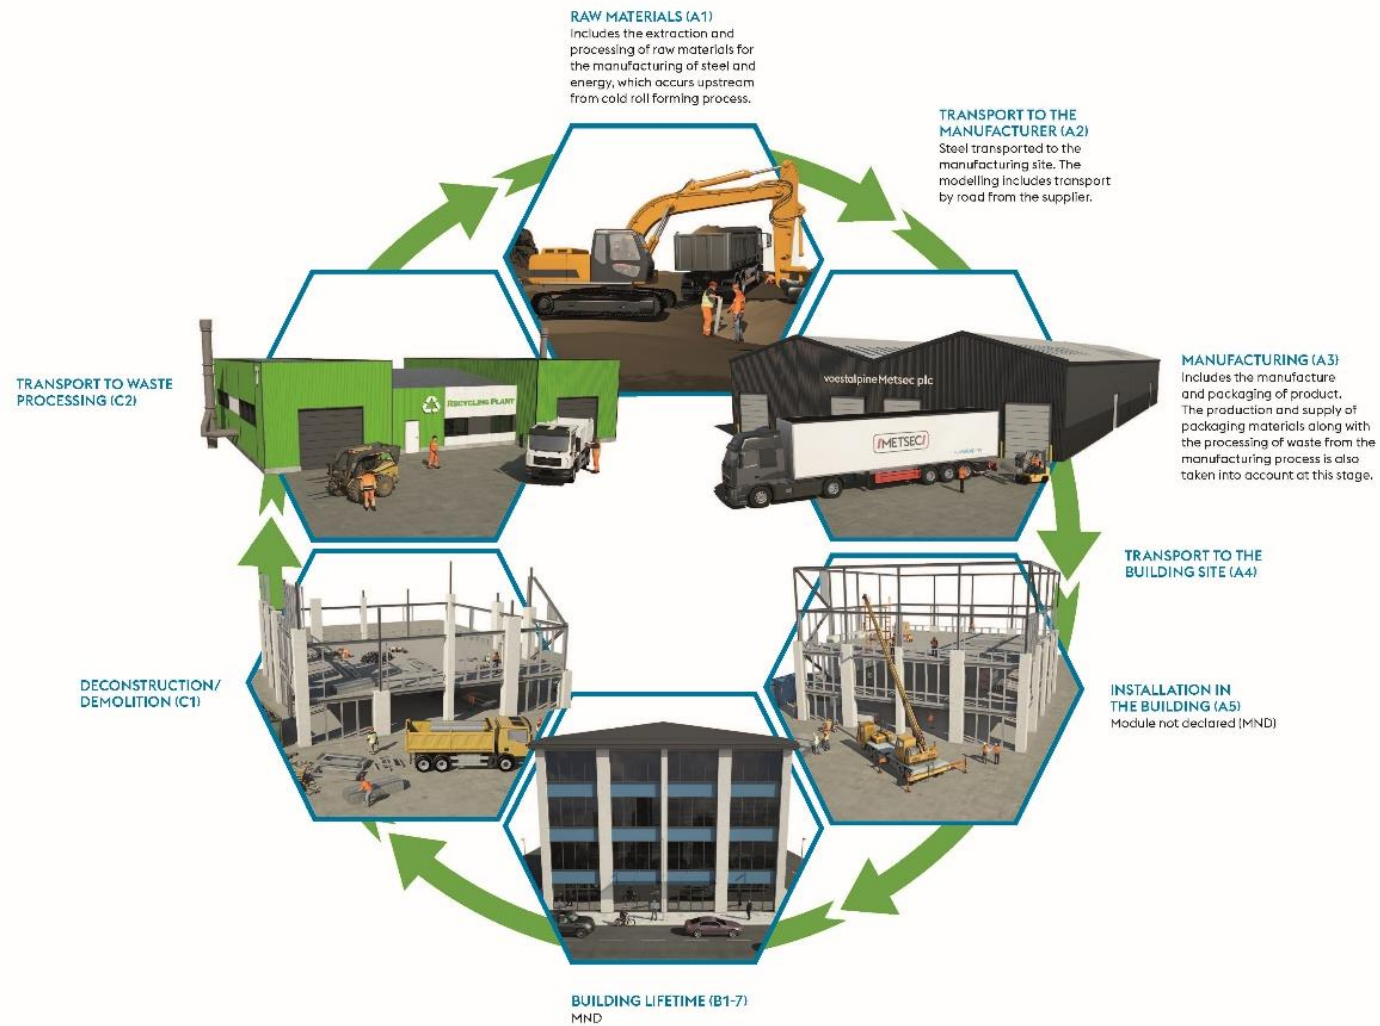 RAW MATERIALS (A1)
Includes the extraction and
processing of raw materials for
the manufacturing of steel and
energy, which occurs upstream
from cold roll forming process.
TRANSPORT TO THE
MANUFACTURER (A2)
Steel transported to the
manufacturing site. The
modelling includes transport
by road from the supplier.
voestalpine Metsec plc
/METSEC/
MANUFACTURING (A3)
Includes the manufacture
and packaging of product.
The production and supply of
packaging materials along with
the processing of waste from the
manufacturing process is also
taken into account at this stage.
TRANSPORT TO THE
BUILDING SITE (A4)
INSTALLATION IN
THE BUILDING (A5)
Module not declared (MND)
BUILDING LIFETIME (B1-7)
MND
DECONSTRUCTION/
DEMOLITION (C1)
TRANSPORT TO WASTE
PROCESSING (C2)
RECYCLING PLANT